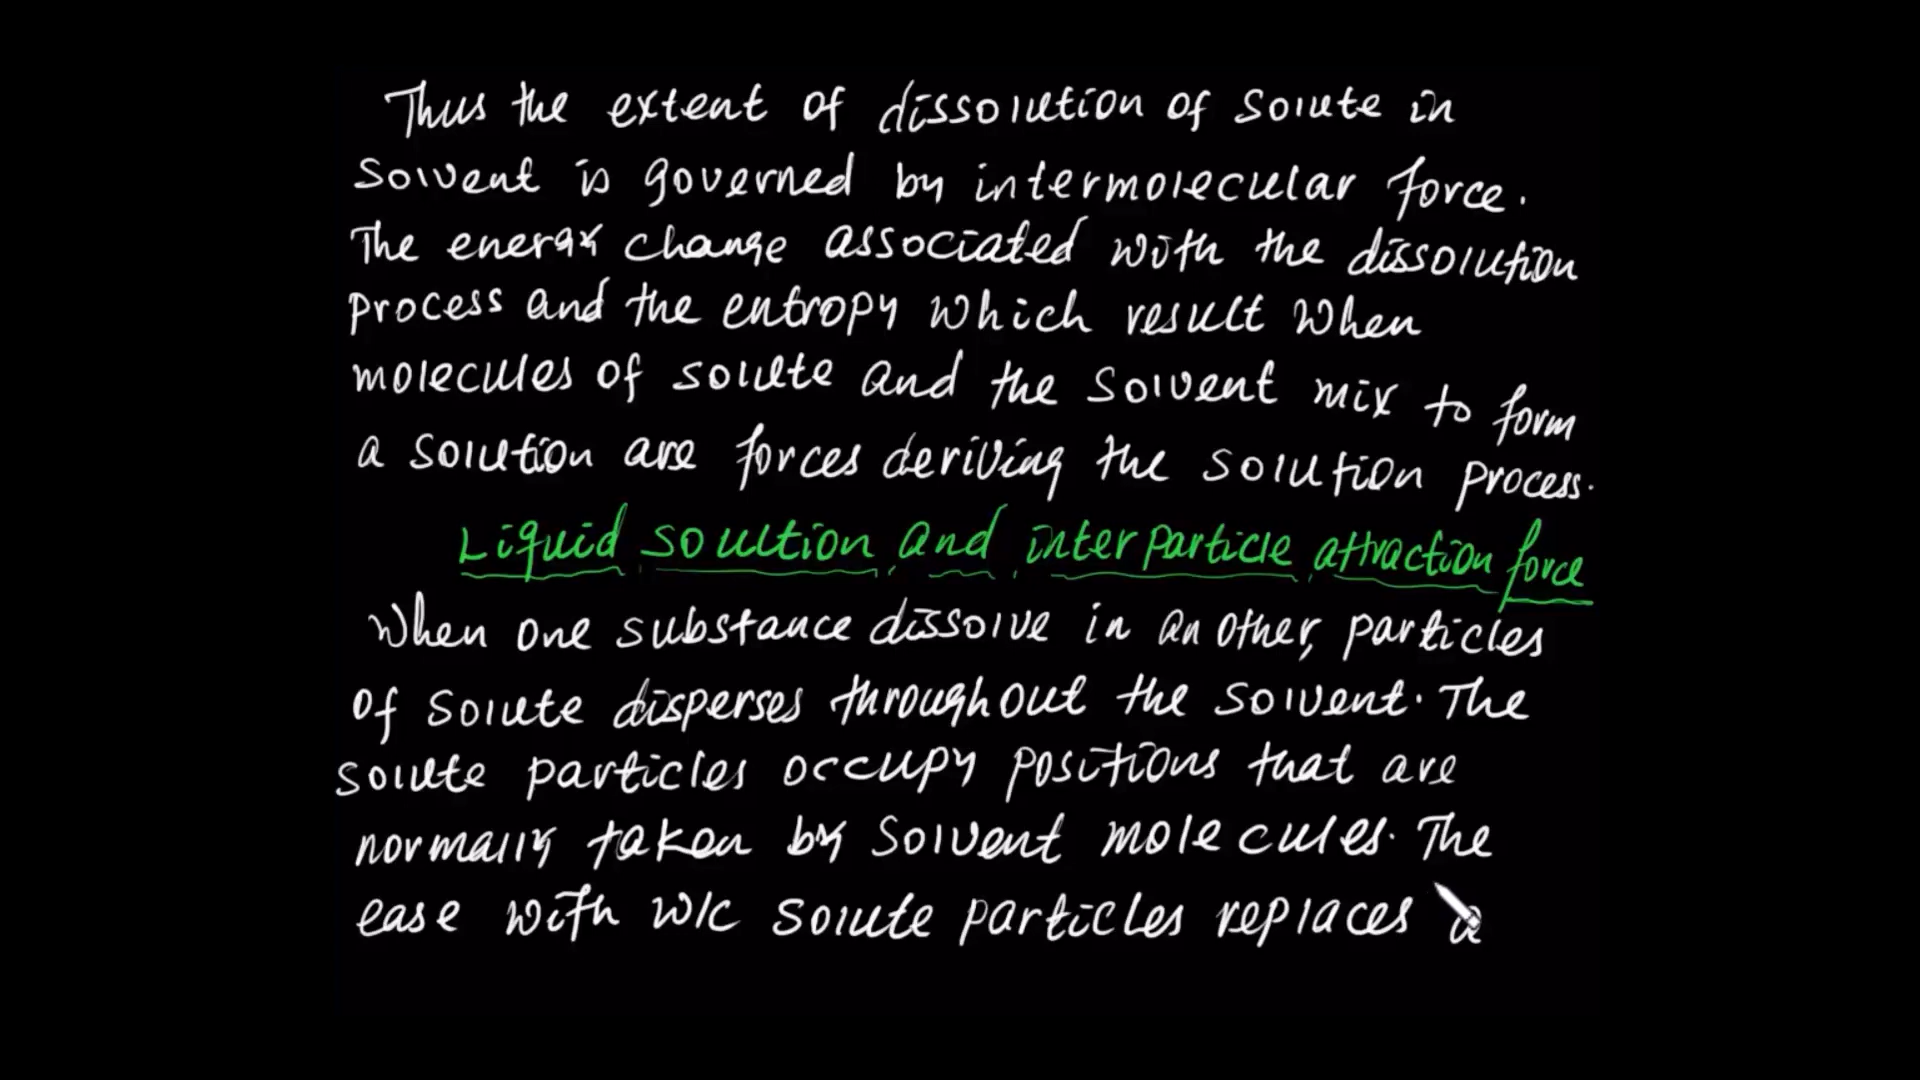 Thus the extent of dissolution of solute in
solvent is governed by intermolecular force.
The energy change associated with the dissolution
process and the entropy which result when
molecules of solute and the solvent mix to form
a solution are forces deriving the solution process.
Liquid soultion and interparticle attraction force
When one substance dissolve in another, particles
of solute disperses throughout the solvent. The
solute particles occupy positions that are
normally taken by solvent molecules. The
ease with w/c solute particles replaces a